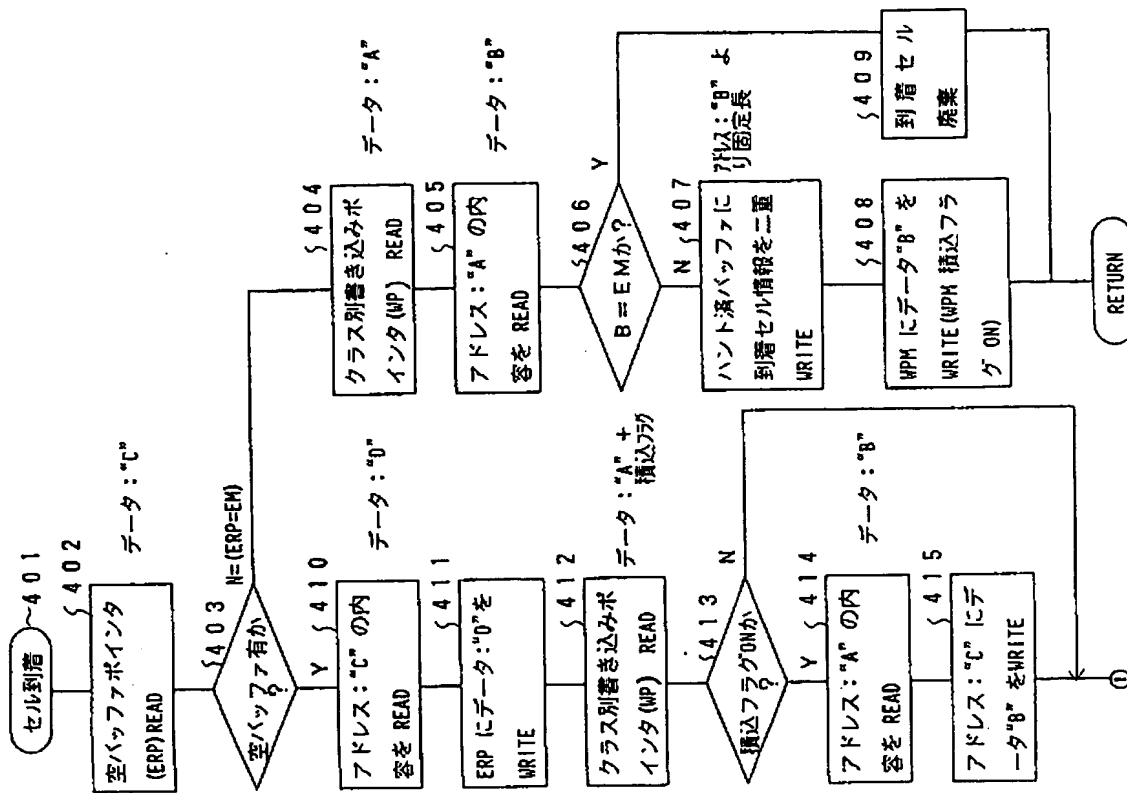 セル到着
401
402
空バッファポインタ
(ERP)READ
データ:“C”
403
空バッファ有か
?
N=(ERP=EM)
Y
410
アドレス:“C”の内
容を READ
データ:“D”
411
ERP にデータ:“D”を
WRITE
412
クラス別書き込みポ
インタ(WP) READ
データ:“A” +
積込フラグ
413
積込フラグONか
?
N
Y
414
アドレス:“A”の内
容を READ
データ:“B”
415
アドレス:“C”にデ
ータ“B”をWRITE
①
404
クラス別書き込みポ
インタ(WP) READ
データ:“A”
405
アドレス:“A”の内
容を READ
データ:“B”
406
B=EMか?
Y
N
407
アドレス:“B”よ
り固定長
ハント済バッファに
到着セル情報を二重
WRITE
408
WPM にデータ“B”を
WRITE(WPM 積込フラ
グ ON)
409
到着セル
廃棄
RETURN